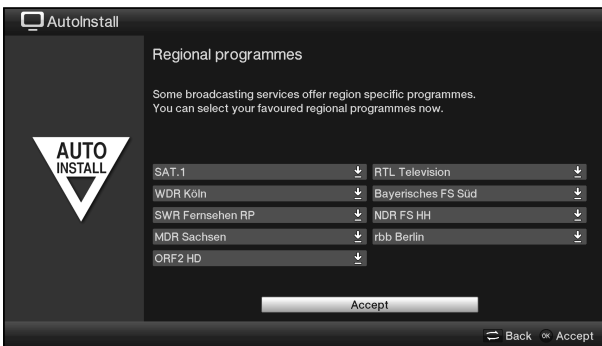 AutoInstall
Regional programmes
Some broadcasting services offer region specific programmes.
You can select your favoured regional programmes now.
AUTO
INSTALL
SAT.1
RTL Television
WDR Köln
Bayerisches FS Süd
SWR Fernsehen RP
NDR FS HH
MDR Sachsen
rbb Berlin
ORF2 HD
Accept
Back OK Accept